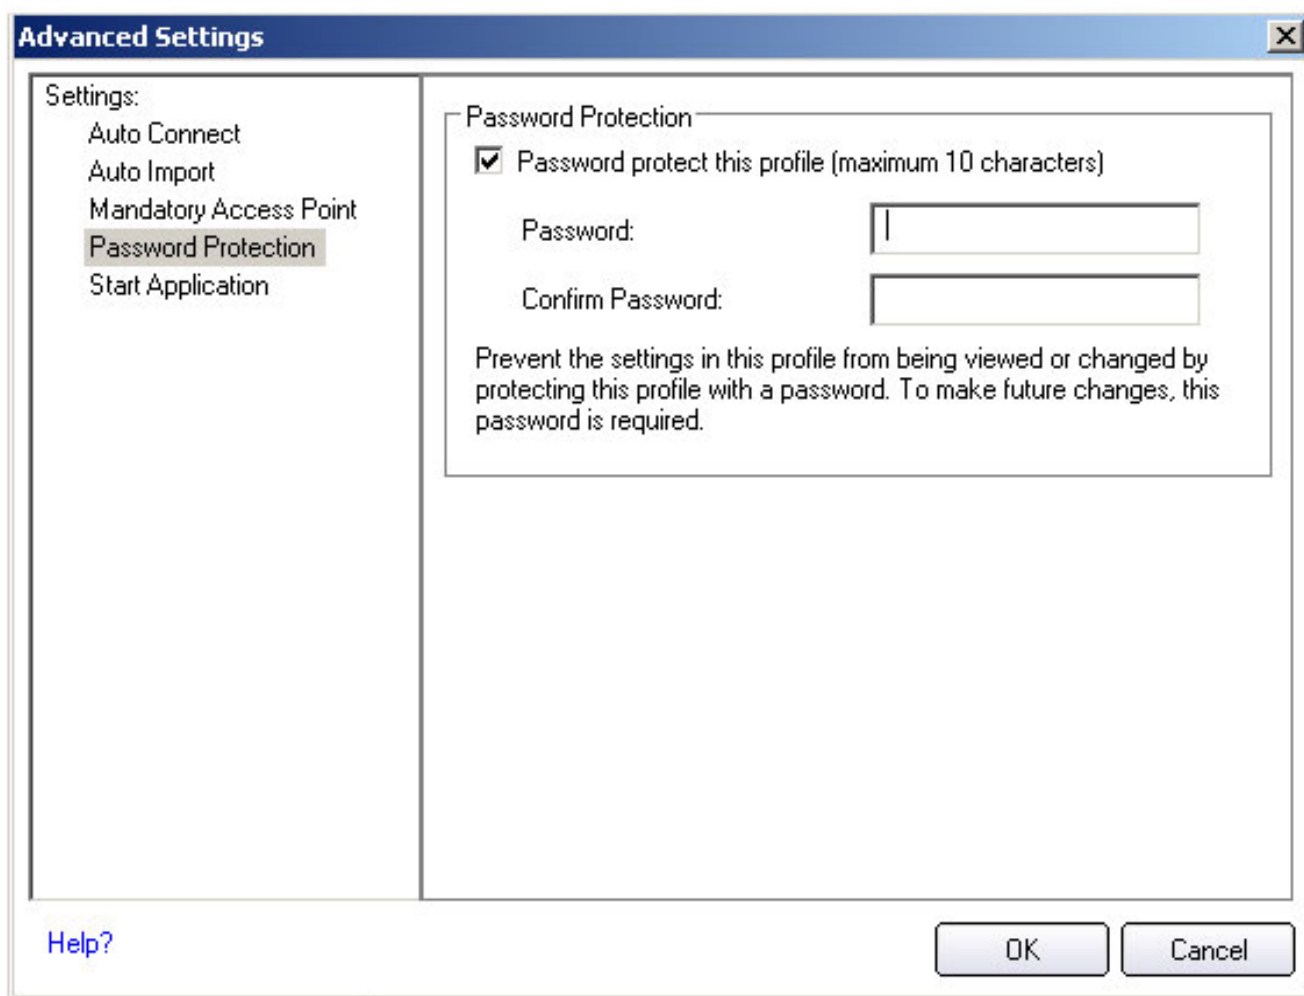 Advanced Settings
Settings:
Auto Connect
Auto Import
Mandatory Access Point
Password Protection
Start Application
Password Protection
Password protect this profile (maximum 10 characters)
Password:
Confirm Password:
Prevent the settings in this profile from being viewed or changed by
protecting this profile with a password. To make future changes, this
password is required.
Help?
OK
Cancel